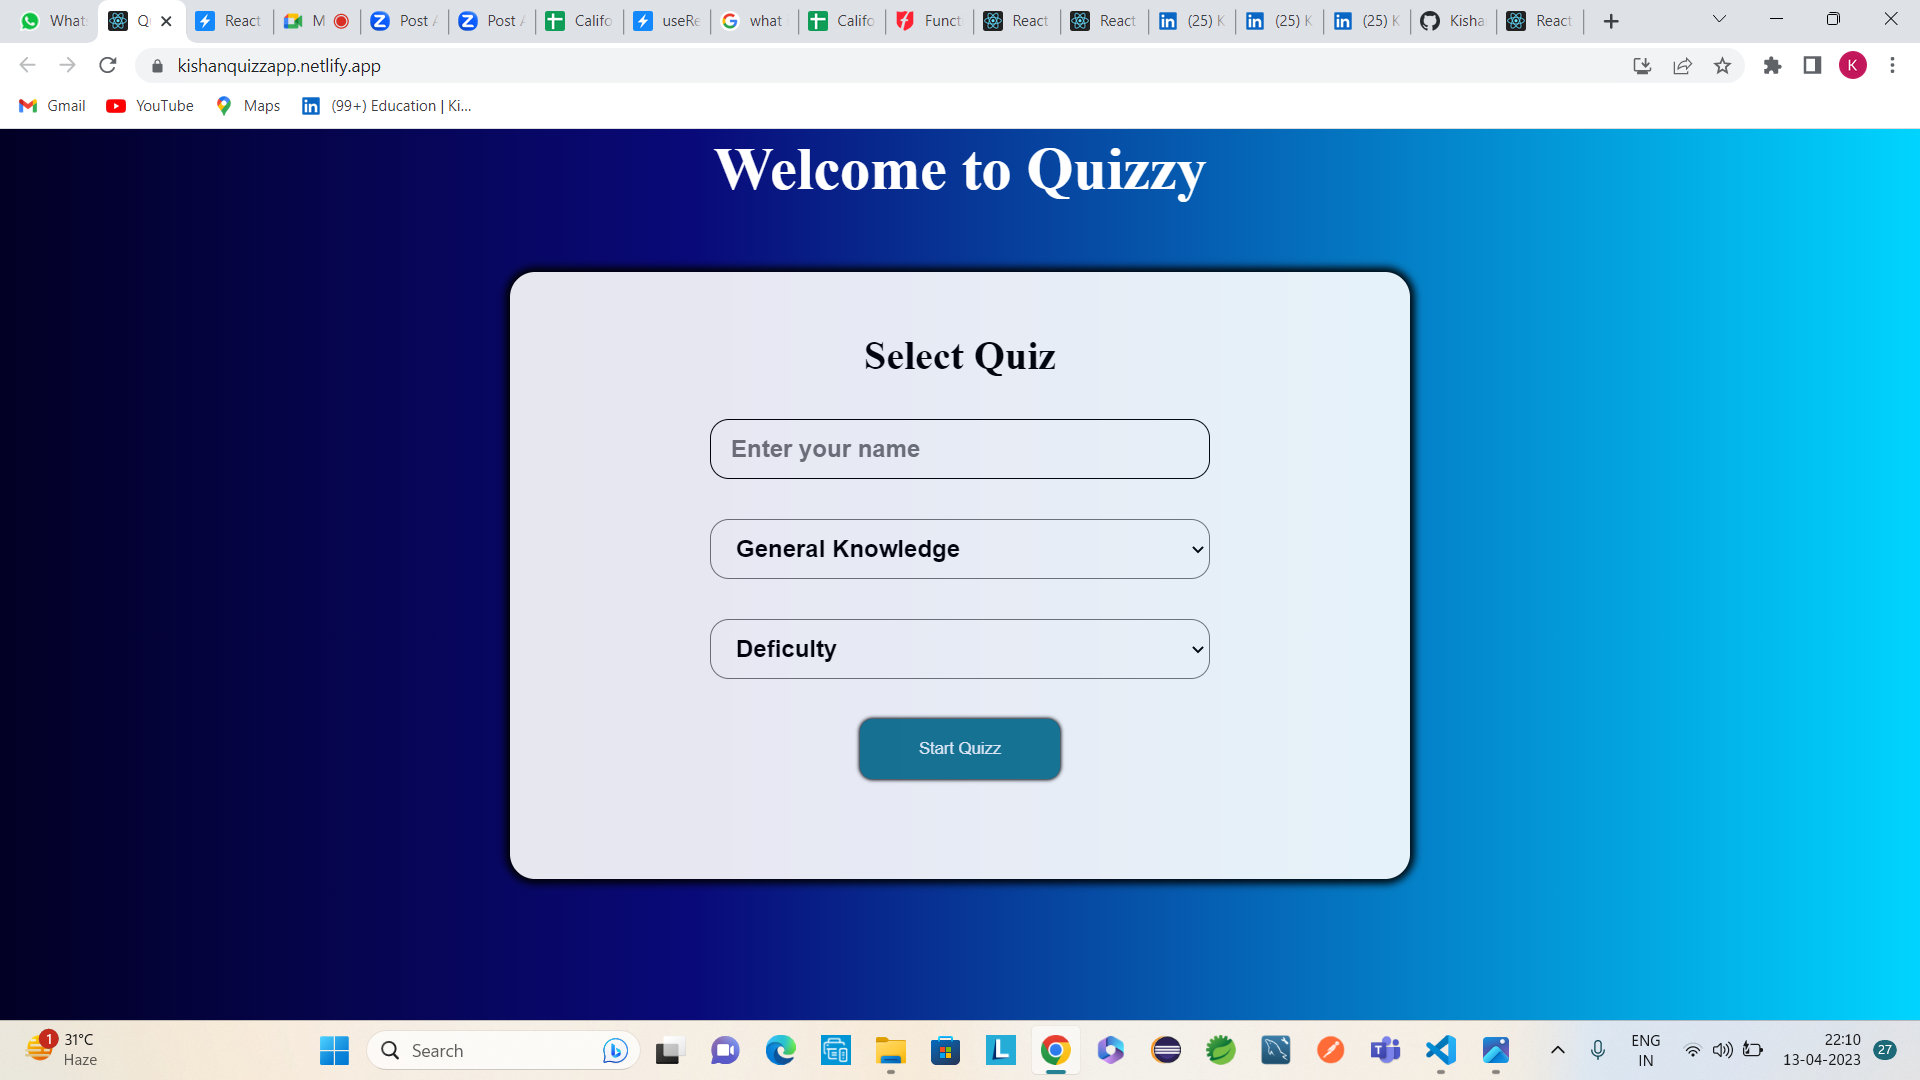 What
Q
React
M
Post
Post
Califo
useRe
what
Califo
Funct
React
React
(25) K
(25) K
(25) K
Kisha
React
kishanquizzapp.netlify.app
K
Gmail
YouTube
Maps
(99+) Education | Ki...
Welcome to Quizzy
Select Quiz
Enter your name
General Knowledge
Deficulty
Start Quizz
1
31°C
Haze
Search
ENG
IN
22:10
13-04-2023
27